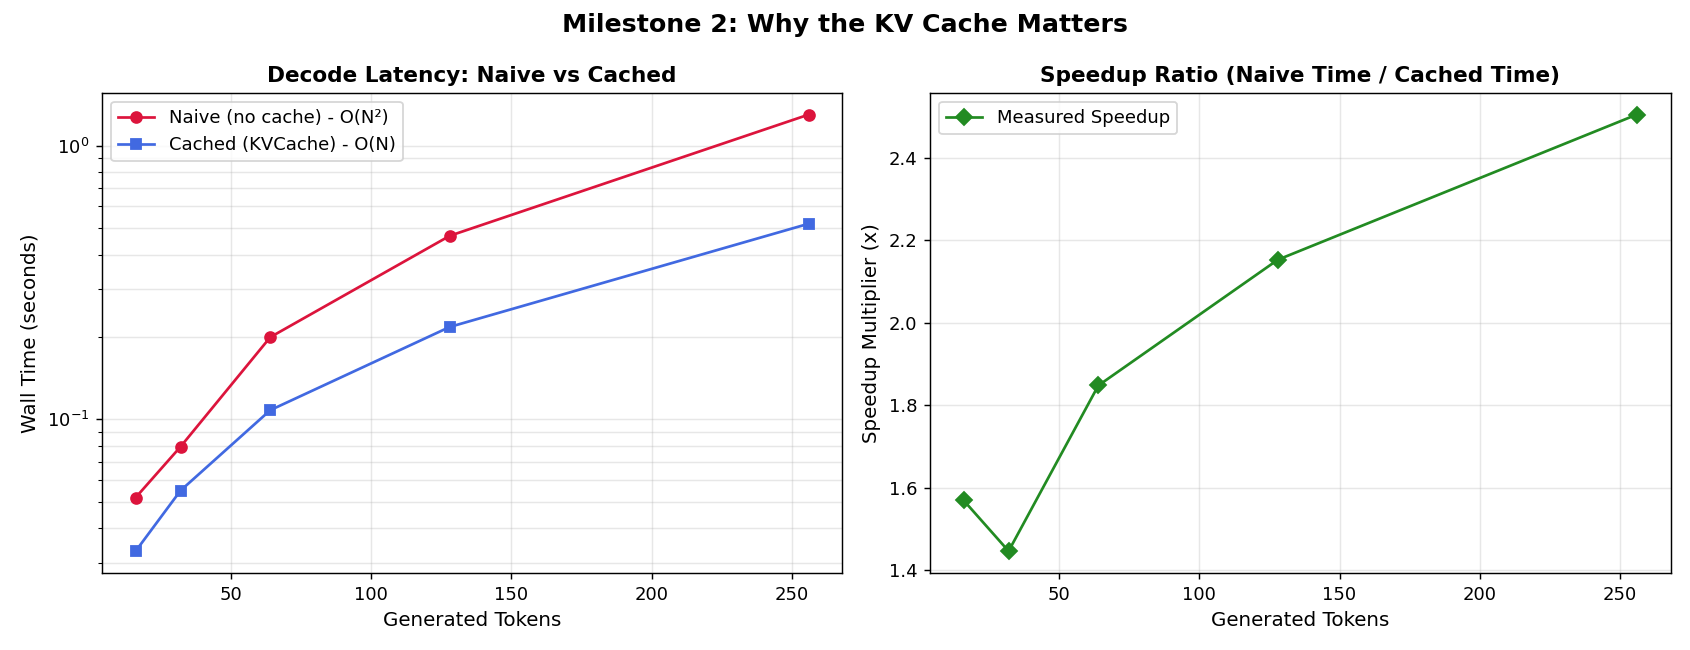 Milestone 2: Why the KV Cache Matters
Decode Latency: Naive vs Cached
Naive (no cache) - O(N²)
Cached (KVCache) - O(N)
10⁰
10⁻¹
Wall Time (seconds)
50 100 150 200 250
Generated Tokens
Speedup Ratio (Naive Time / Cached Time)
Measured Speedup
2.4
2.2
2.0
1.8
1.6
1.4
Speedup Multiplier (x)
50 100 150 200 250
Generated Tokens